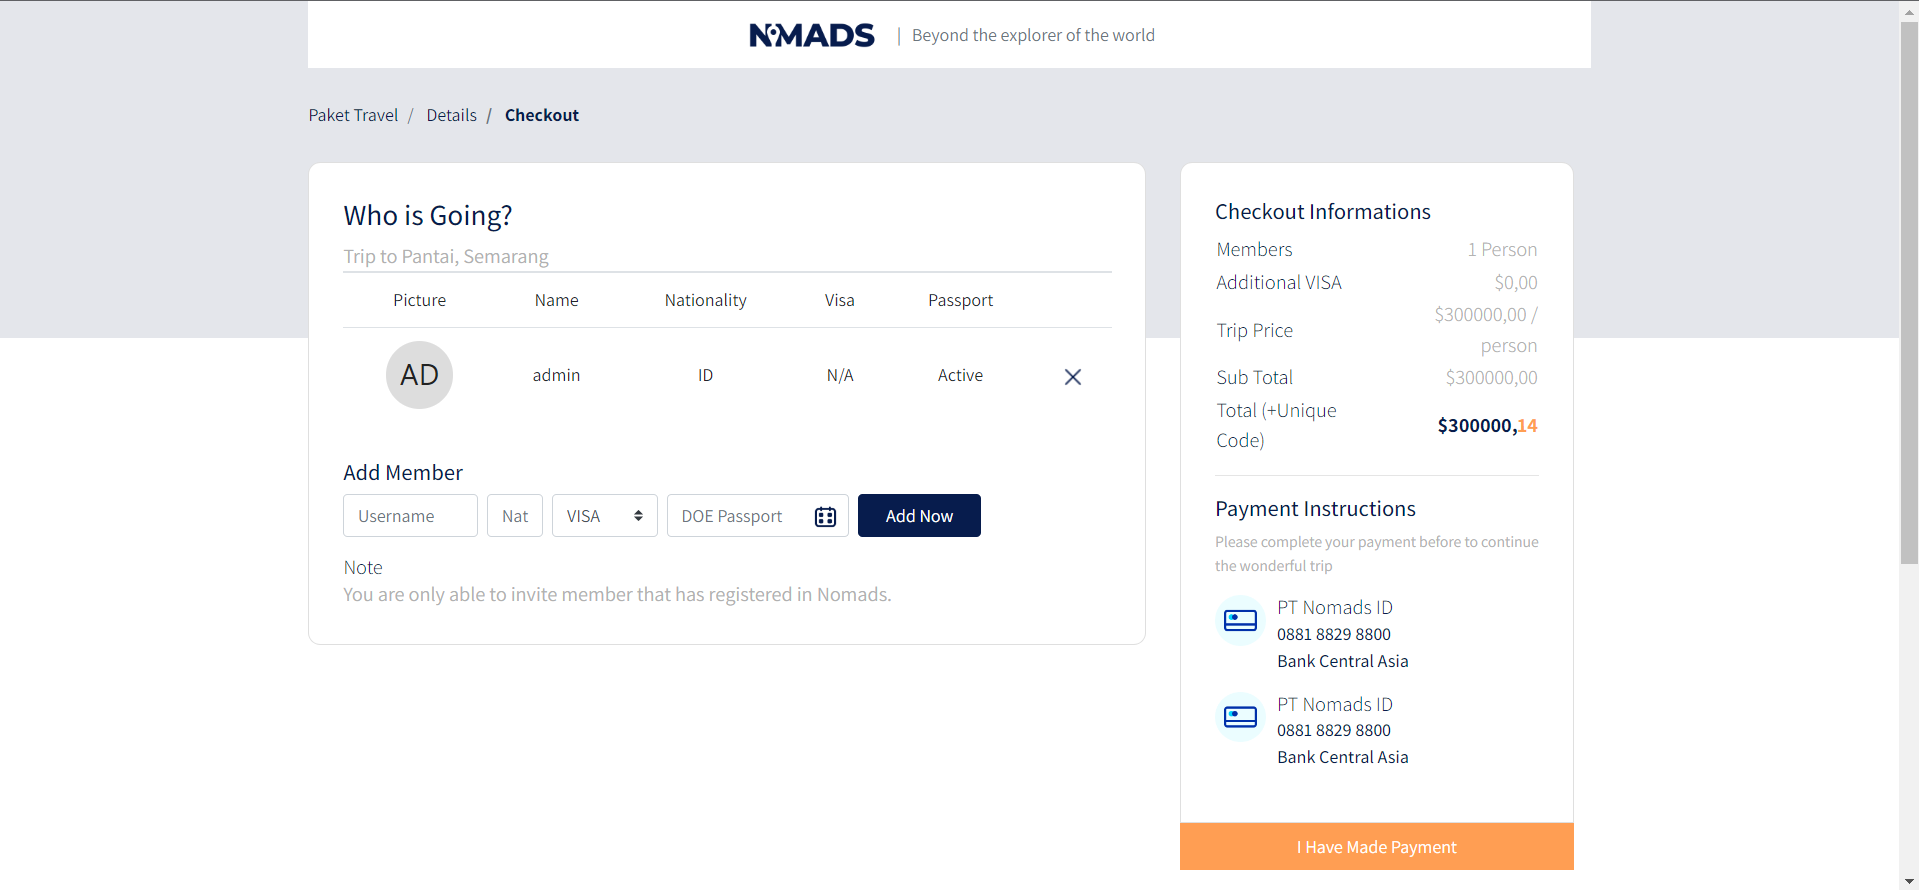 NOMADS | Beyond the explorer of the world
Paket Travel / Details / Checkout
Who is Going?
Trip to Pantai, Semarang
Picture Name Nationality Visa Passport
AD admin ID N/A Active
Add Member
Username Nat VISA DOE Passport Add Now
Note
You are only able to invite member that has registered in Nomads.
Checkout Informations
Members 1 Person
Additional VISA $0,00
Trip Price $300000,00 /
person
Sub Total $300000,00
Total (+Unique
Code) $300000,14
Payment Instructions
Please complete your payment before to continue
the wonderful trip
PT Nomads ID
0881 8829 8800
Bank Central Asia
PT Nomads ID
0881 8829 8800
Bank Central Asia
I Have Made Payment